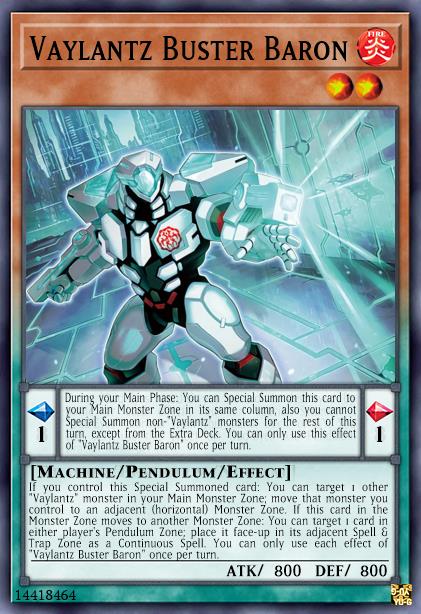 VAYLANTZ BUSTER BARON
FIRE
炎
During your Main Phase: You can Special Summon this card to
your Main Monster Zone in its same column, also you cannot
Special Summon non-"Vaylantz" monsters for the rest of this
turn, except from the Extra Deck. You can only use this effect
of "Vaylantz Buster Baron" once per turn.
1
1
[MACHINE/PENDULUM/EFFECT]
If you control this Special Summoned card: You can target 1 other
"Vaylantz" monster in your Main Monster Zone; move that monster you
control to an adjacent (horizontal) Monster Zone. If this card in the
Monster Zone moves to another Monster Zone: You can target 1 card in
either player's Pendulum Zone; place it face-up in its adjacent Spell &
Trap Zone as a Continuous Spell. You can only use each effect of
"Vaylantz Buster Baron" once per turn.
ATK/ 800 DEF/ 800
14418464